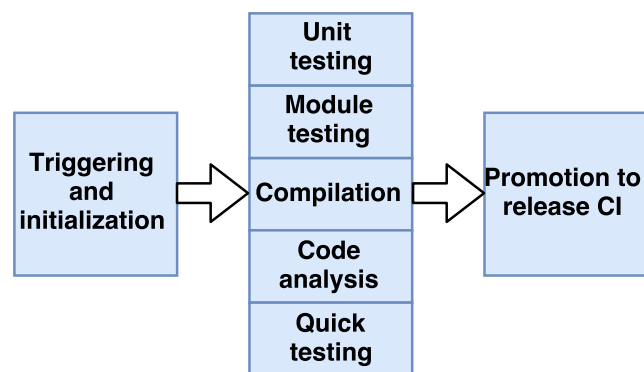 Triggering
and
initialization
Unit
testing
Module
testing
Compilation
Code
analysis
Quick
testing
Promotion to
release CI